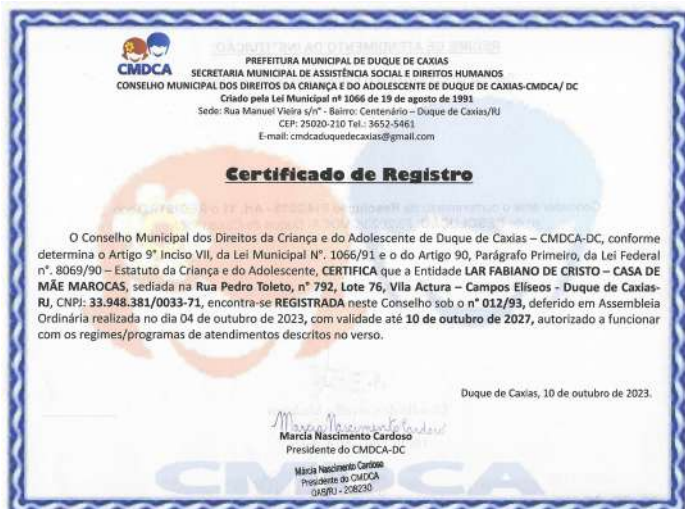 CMDCA
PREFEITURA MUNICIPAL DE DUQUE DE CAXIAS
SECRETARIA MUNICIPAL DE ASSISTÊNCIA SOCIAL E DIREITOS HUMANOS
CONSELHO MUNICIPAL DOS DIREITOS DA CRIANÇA E DO ADOLESCENTE DE DUQUE DE CAXIAS-CMDCA/ DC
Criado pela Lei Municipal nº 1066 de 19 de agosto de 1991
Sede: Rua Manuel Vieira s/n° - Bairro: Centenário – Duque de Caxias/RJ
CEP: 25020-210 Tel.: 3652-5461
E-mail: cmdcaduquedecaxias@gmail.com
Certificado de Registro
O Conselho Municipal dos Direitos da Criança e do Adolescente de Duque de Caxias – CMDCA-DC, conforme
determina o Artigo 9° Inciso VII, da Lei Municipal N°. 1066/91 e o do Artigo 90, Parágrafo Primeiro, da Lei Federal
n°. 8069/90 – Estatuto da Criança e do Adolescente, CERTIFICA que a Entidade LAR FABIANO DE CRISTO – CASA DE
MÃE MAROCAS, sediada na Rua Pedro Toleto, n° 792, Lote 76, Vila Actura – Campos Elíseos - Duque de Caxias-
RJ, CNPJ: 33.948.381/0033-71, encontra-se REGISTRADA neste Conselho sob o n° 012/93, deferido em Assembleia
Ordinária realizada no dia 04 de outubro de 2023, com validade até 10 de outubro de 2027, autorizado a funcionar
com os regimes/programas de atendimentos descritos no verso.
Duque de Caxias, 10 de outubro de 2023.
Marcia Nascimento Cardoso
Marcia Nascimento Cardoso
Presidente do CMDCA-DC
Márcia Nascimento Cardoso
Presidente do CMDCA
OAB/RJ - 208230
CMDCA